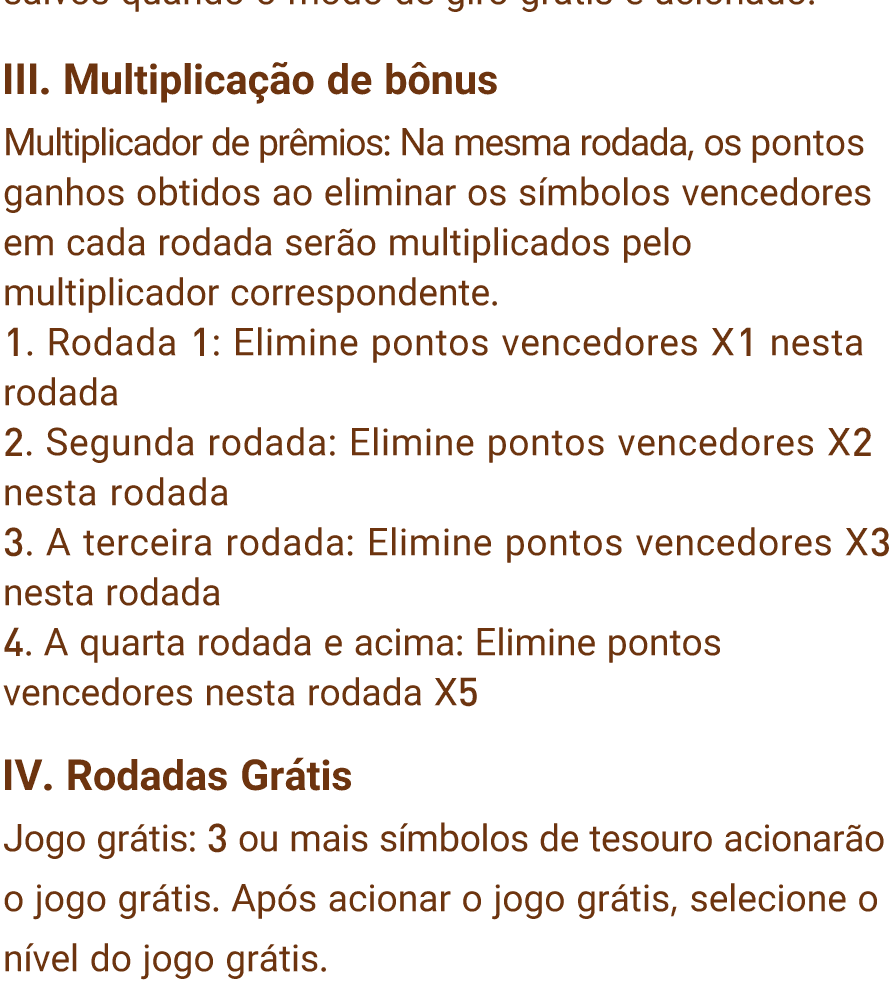 III. Multiplicação de bônus
Multiplicador de prêmios: Na mesma rodada, os pontos
ganhos obtidos ao eliminar os símbolos vencedores
em cada rodada serão multiplicados pelo
multiplicador correspondente.
1. Rodada 1: Elimine pontos vencedores X1 nesta
rodada
2. Segunda rodada: Elimine pontos vencedores X2
nesta rodada
3. A terceira rodada: Elimine pontos vencedores X3
nesta rodada
4. A quarta rodada e acima: Elimine pontos
vencedores nesta rodada X5
IV. Rodadas Grátis
Jogo grátis: 3 ou mais símbolos de tesouro acionarão
o jogo grátis. Após acionar o jogo grátis, selecione o
nível do jogo grátis.